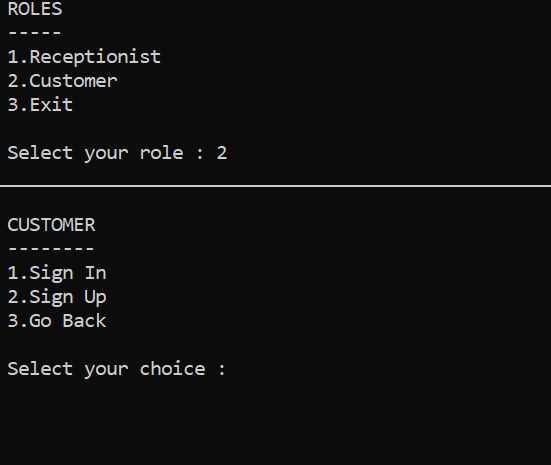 ROLES
-----
1.Receptionist
2.Customer
3.Exit
Select your role : 2
CUSTOMER
--------
1.Sign In
2.Sign Up
3.Go Back
Select your choice :